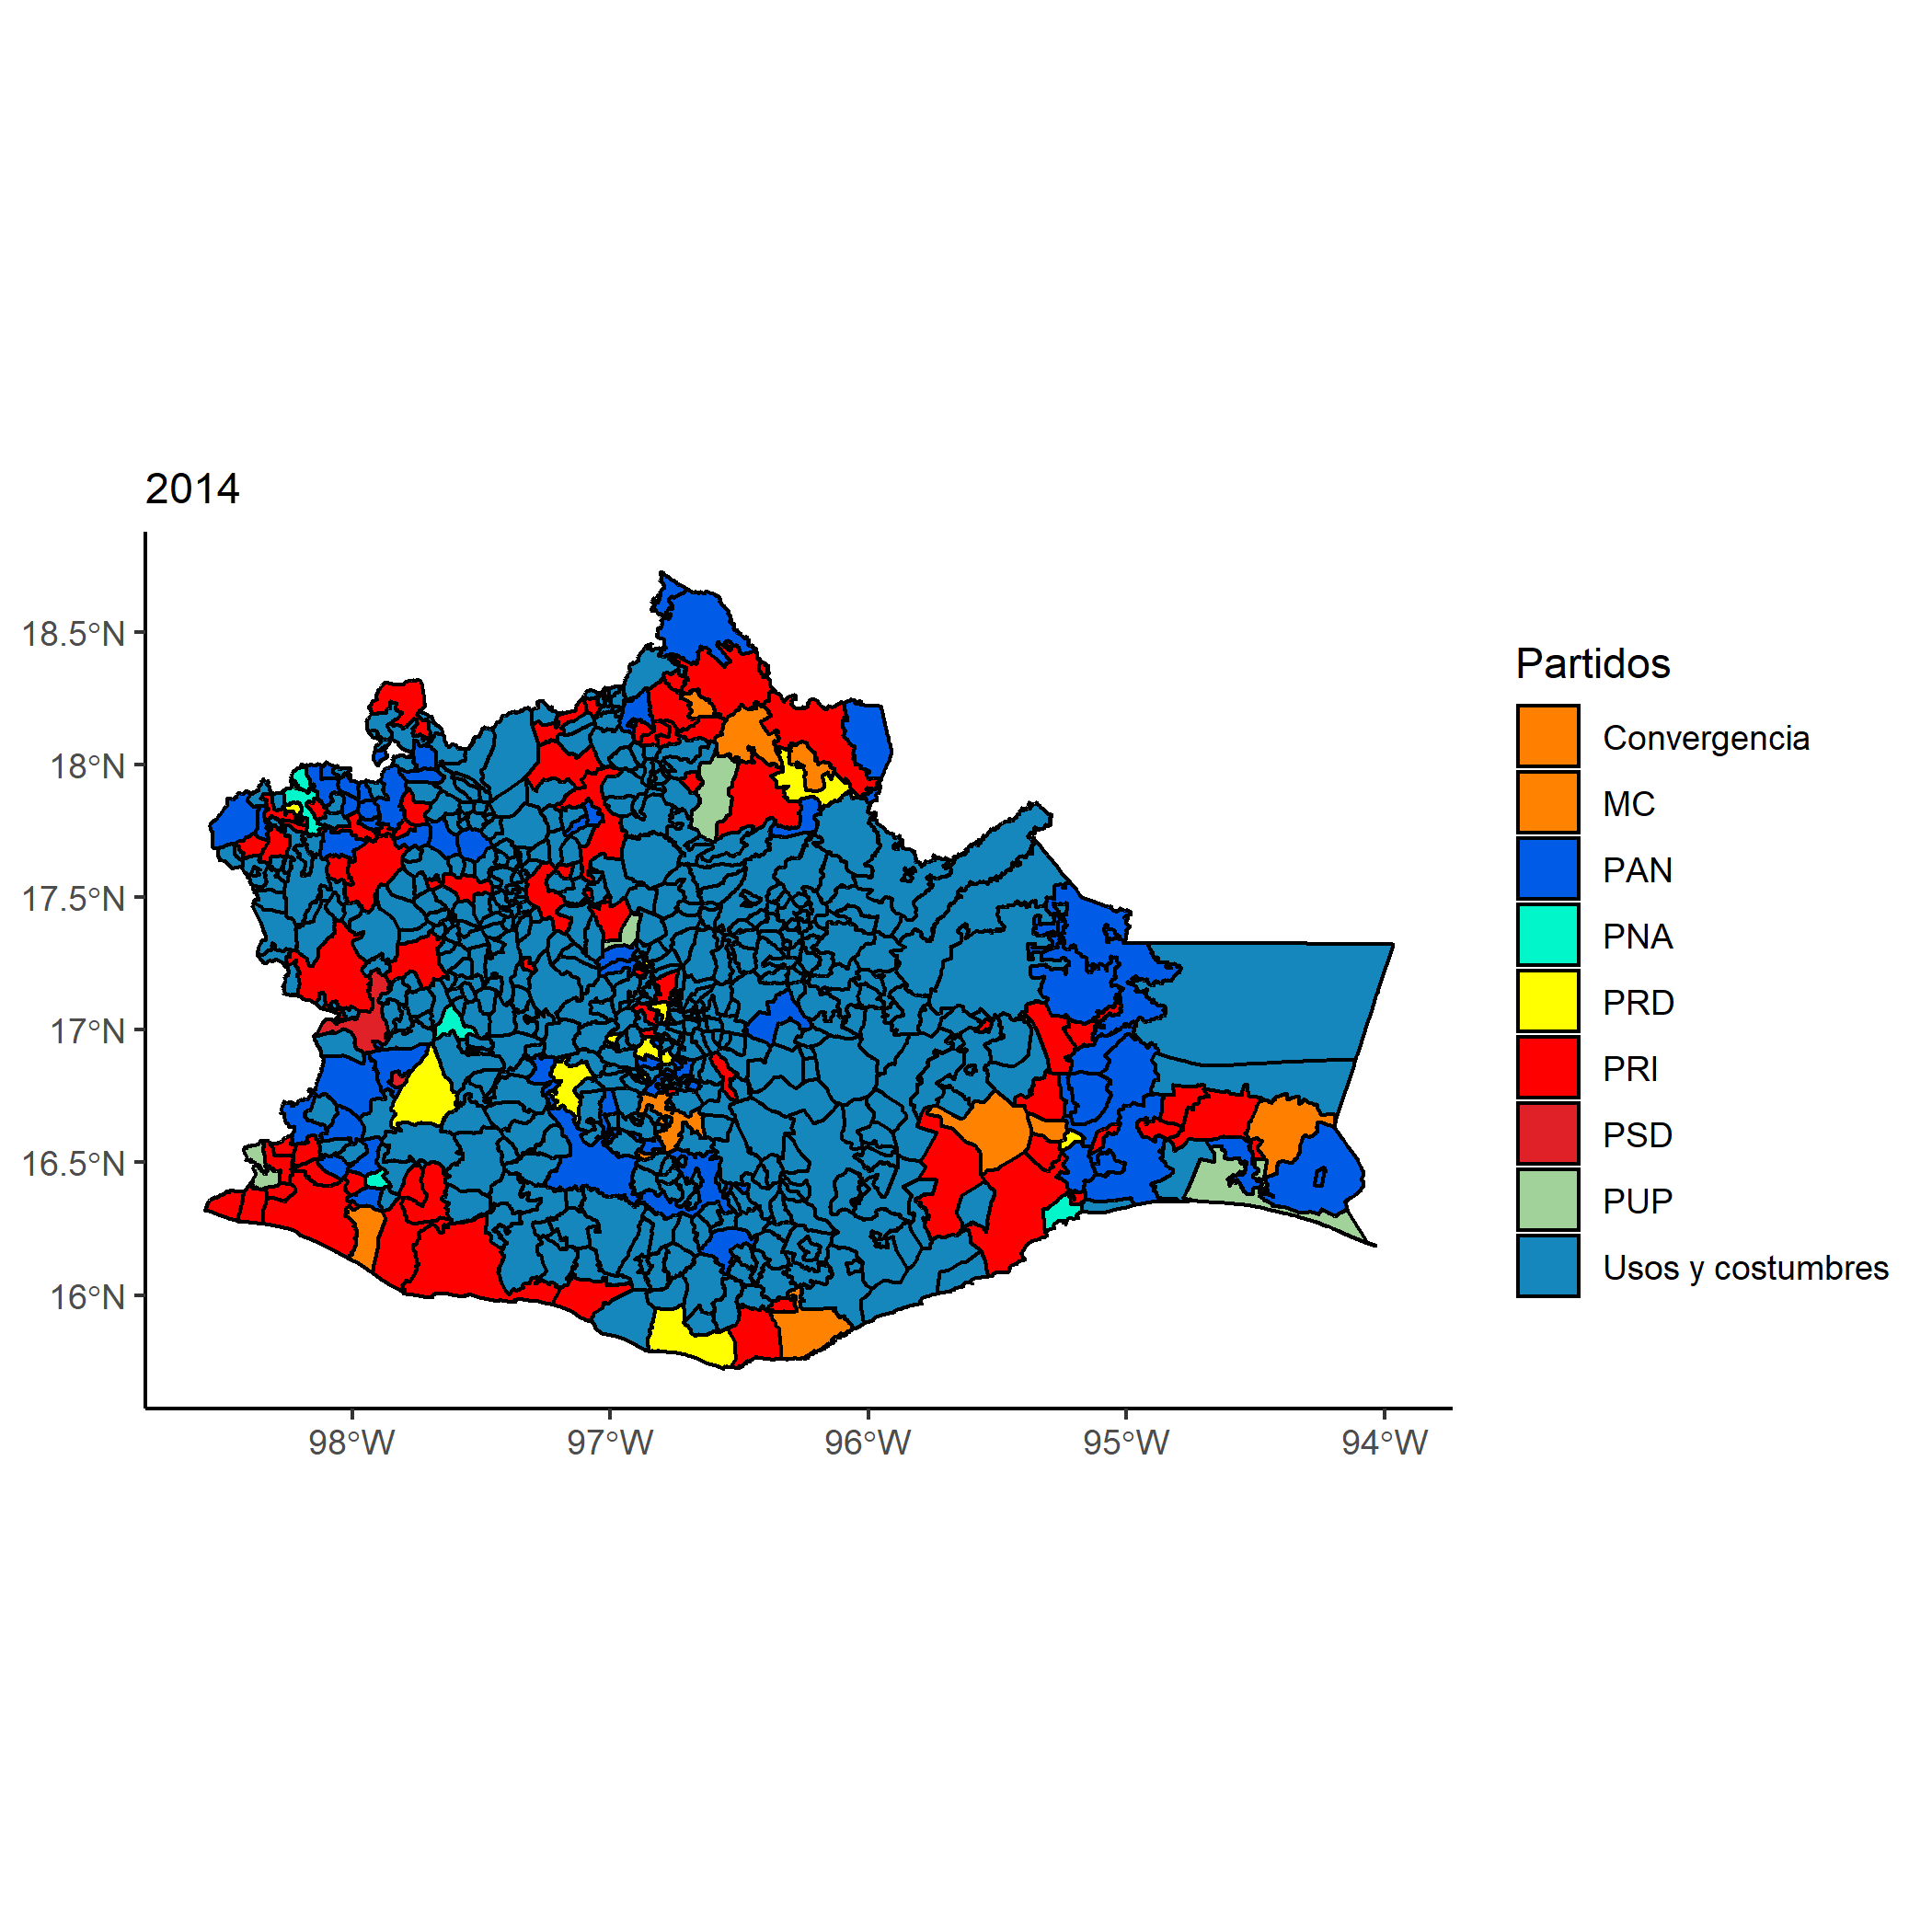 2014
18.5°N
18°N
17.5°N
17°N
16.5°N
16°N
98°W
97°W
96°W
95°W
94°W
Partidos
Convergencia
MC
PAN
PNA
PRD
PRI
PSD
PUP
Usos y costumbres